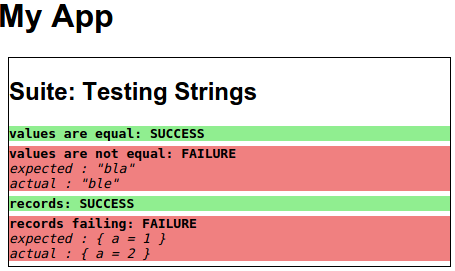 My App
Suite: Testing Strings
values are equal: SUCCESS
values are not equal: FAILURE
expected : "bla"
actual : "ble"
records: SUCCESS
records failing: FAILURE
expected : { a = 1 }
actual : { a = 2 }